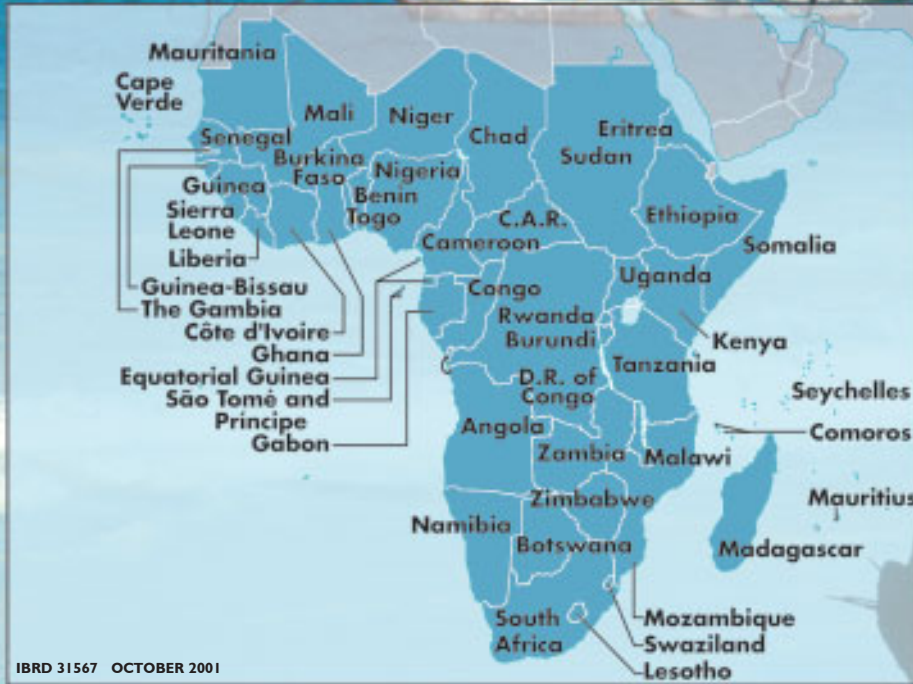 Mauritania
Cape
Verde
Mali
Niger
Chad
Eritrea
Sudan
Senegal
Burkina
Faso
Nigeria
Benin
Togo
Guinea
Sierra
Leone
Liberia
C.A.R.
Ethiopia
Cameroon
Somalia
Guinea-Bissau
The Gambia
Côte d'Ivoire
Ghana
Equatorial Guinea
São Tomé and
Príncipe
Gabon
Congo
Uganda
Rwanda
Burundi
Kenya
Tanzania
D.R. of
Congo
Seychelles
Comoros
Angola
Zambia
Malawi
Zimbabwe
Mauritius
Namibia
Botswana
Madagascar
South
Africa
Mozambique
Swaziland
Lesotho
IBRD 31567 OCTOBER 2001